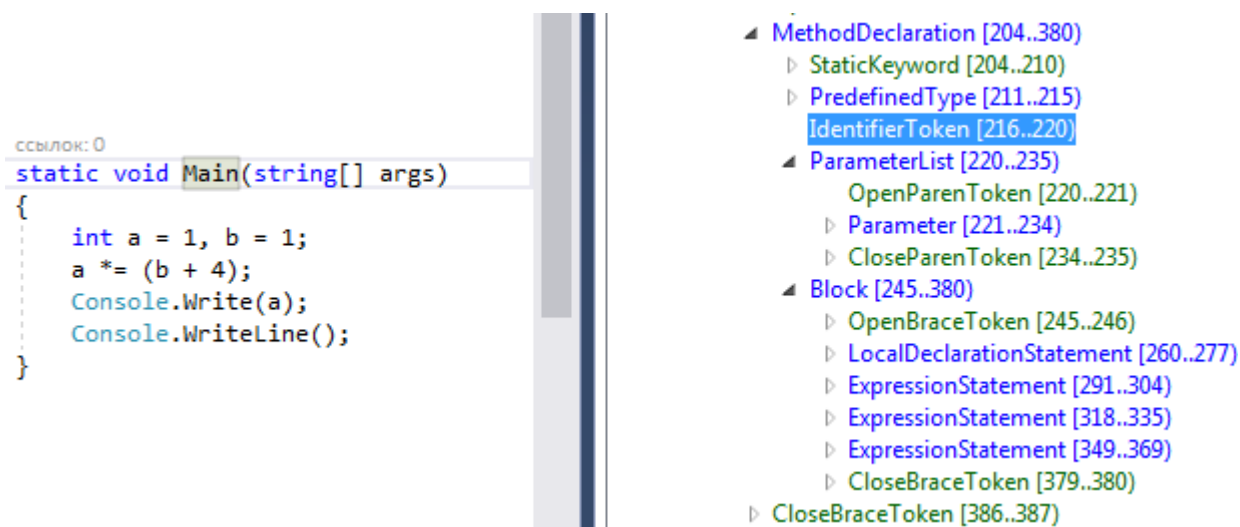 ссылок: 0
static void Main(string[] args)
{
int a = 1, b = 1;
a *= (b + 4);
Console.Write(a);
Console.WriteLine();
}
MethodDeclaration [204..380)
StaticKeyword [204..210)
PredefinedType [211..215)
IdentifierToken [216..220)
ParameterList [220..235)
OpenParenToken [220..221)
Parameter [221..234)
CloseParenToken [234..235)
Block [245..380)
OpenBraceToken [245..246)
LocalDeclarationStatement [260..277)
ExpressionStatement [291..304)
ExpressionStatement [318..335)
ExpressionStatement [349..369)
CloseBraceToken [379..380)
CloseBraceToken [386..387)